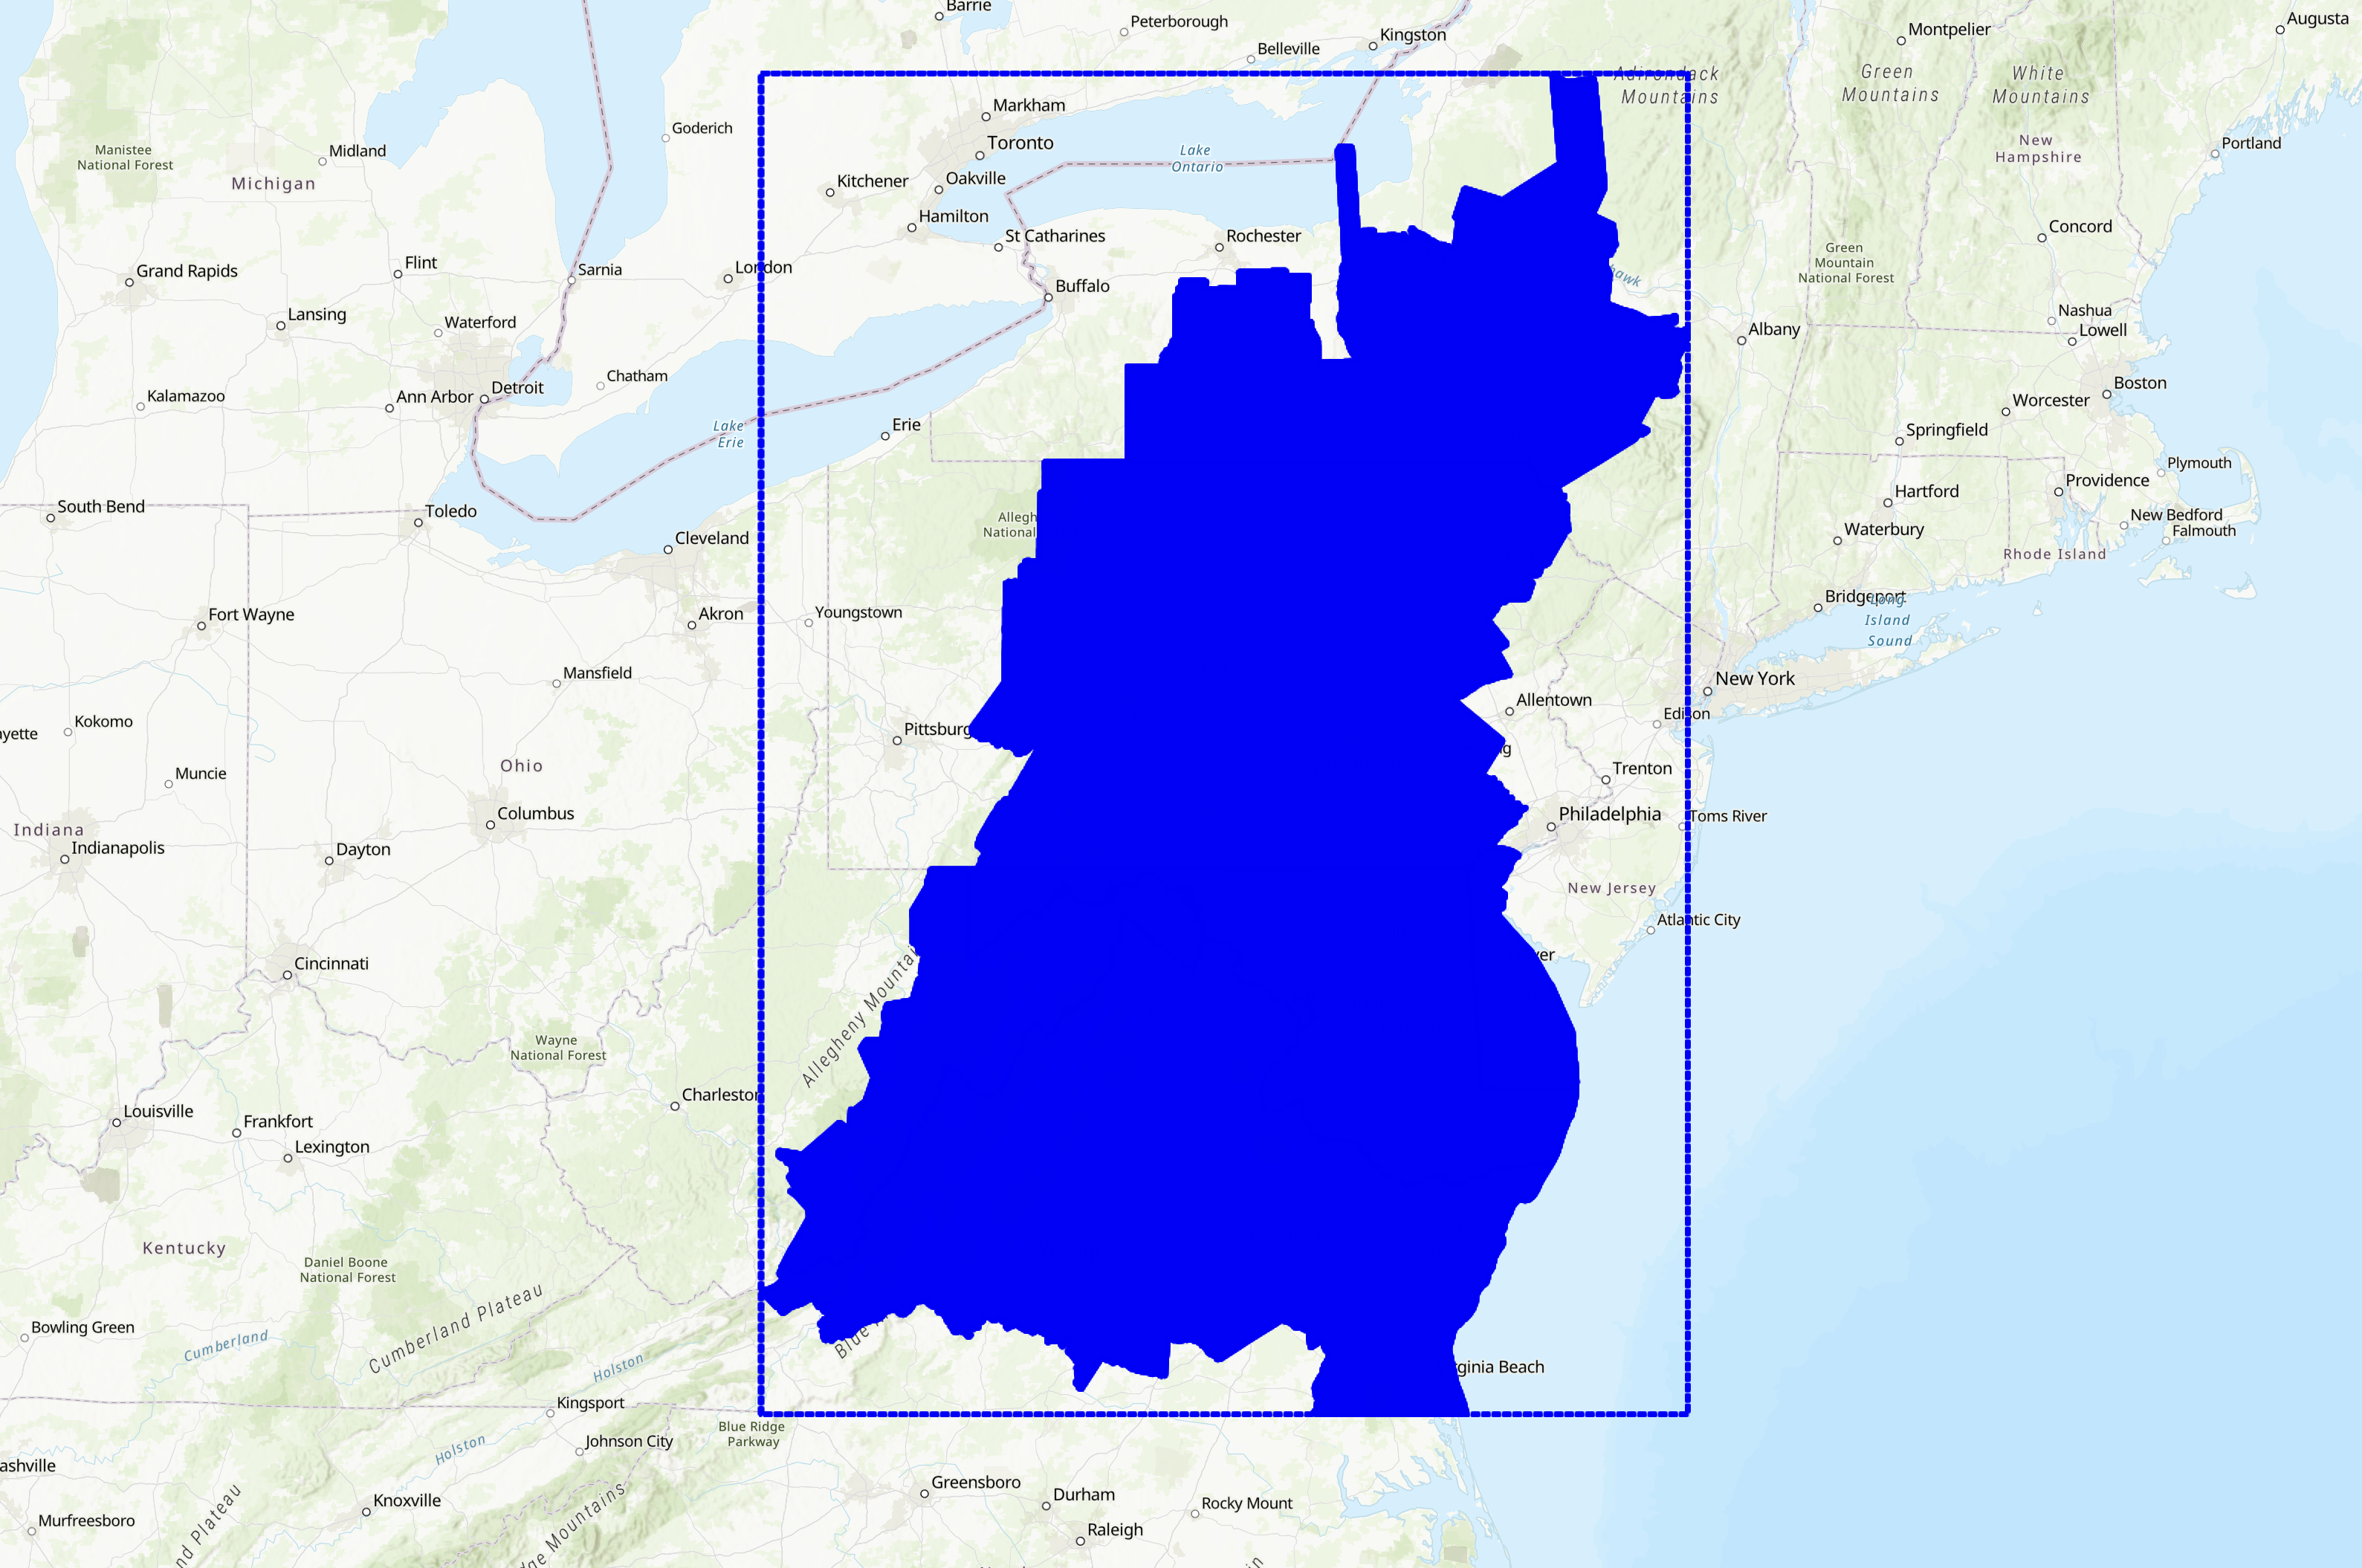 Barrie
Peterborough
Belleville
Kingston
Montpelier
Augusta
Adirondack
Mountains
Green
Mountains
White
Mountains
Markham
Toronto
Lake
Ontario
Goderich
Manistee
National Forest
Midland
Michigan
Kitchener
Oakville
Hamilton
St Catharines
Rochester
New
Hampshire
Portland
Concord
Green
Mountain
National Forest
hawk
Grand Rapids
Flint
Sarnia
London
Buffalo
Lansing
Waterford
Albany
Nashua
Lowell
Kalamazoo
Ann Arbor
Detroit
Chatham
Boston
Worcester
Springfield
Lake
Erie
Erie
Plymouth
Providence
Hartford
New Bedford
Falmouth
Waterbury
Rhode Island
South Bend
Toledo
Cleveland
Allegh
National
Fort Wayne
Akron
Youngstown
Bridgeport
Long
Island
Sound
Mansfield
New York
Allentown
Edison
Kokomo
ayette
Pittsburg
g
Trenton
Muncie
Ohio
Columbus
Philadelphia
Toms River
Indiana
Indianapolis
Dayton
New Jersey
Atlantic City
ver
Cincinnati
Allegheny Mountai
Wayne
National Forest
Charleston
Louisville
Frankfort
Lexington
Kentucky
Daniel Boone
National Forest
Bowling Green
Cumberland
Cumberland Plateau
Holston
Blue
rginia Beach
Kingsport
Blue Ridge
Parkway
Holston
Johnson City
ashville
Greensboro
Durham
Rocky Mount
Knoxville
Raleigh
Murfreesboro
nd Plateau
dge Mountains